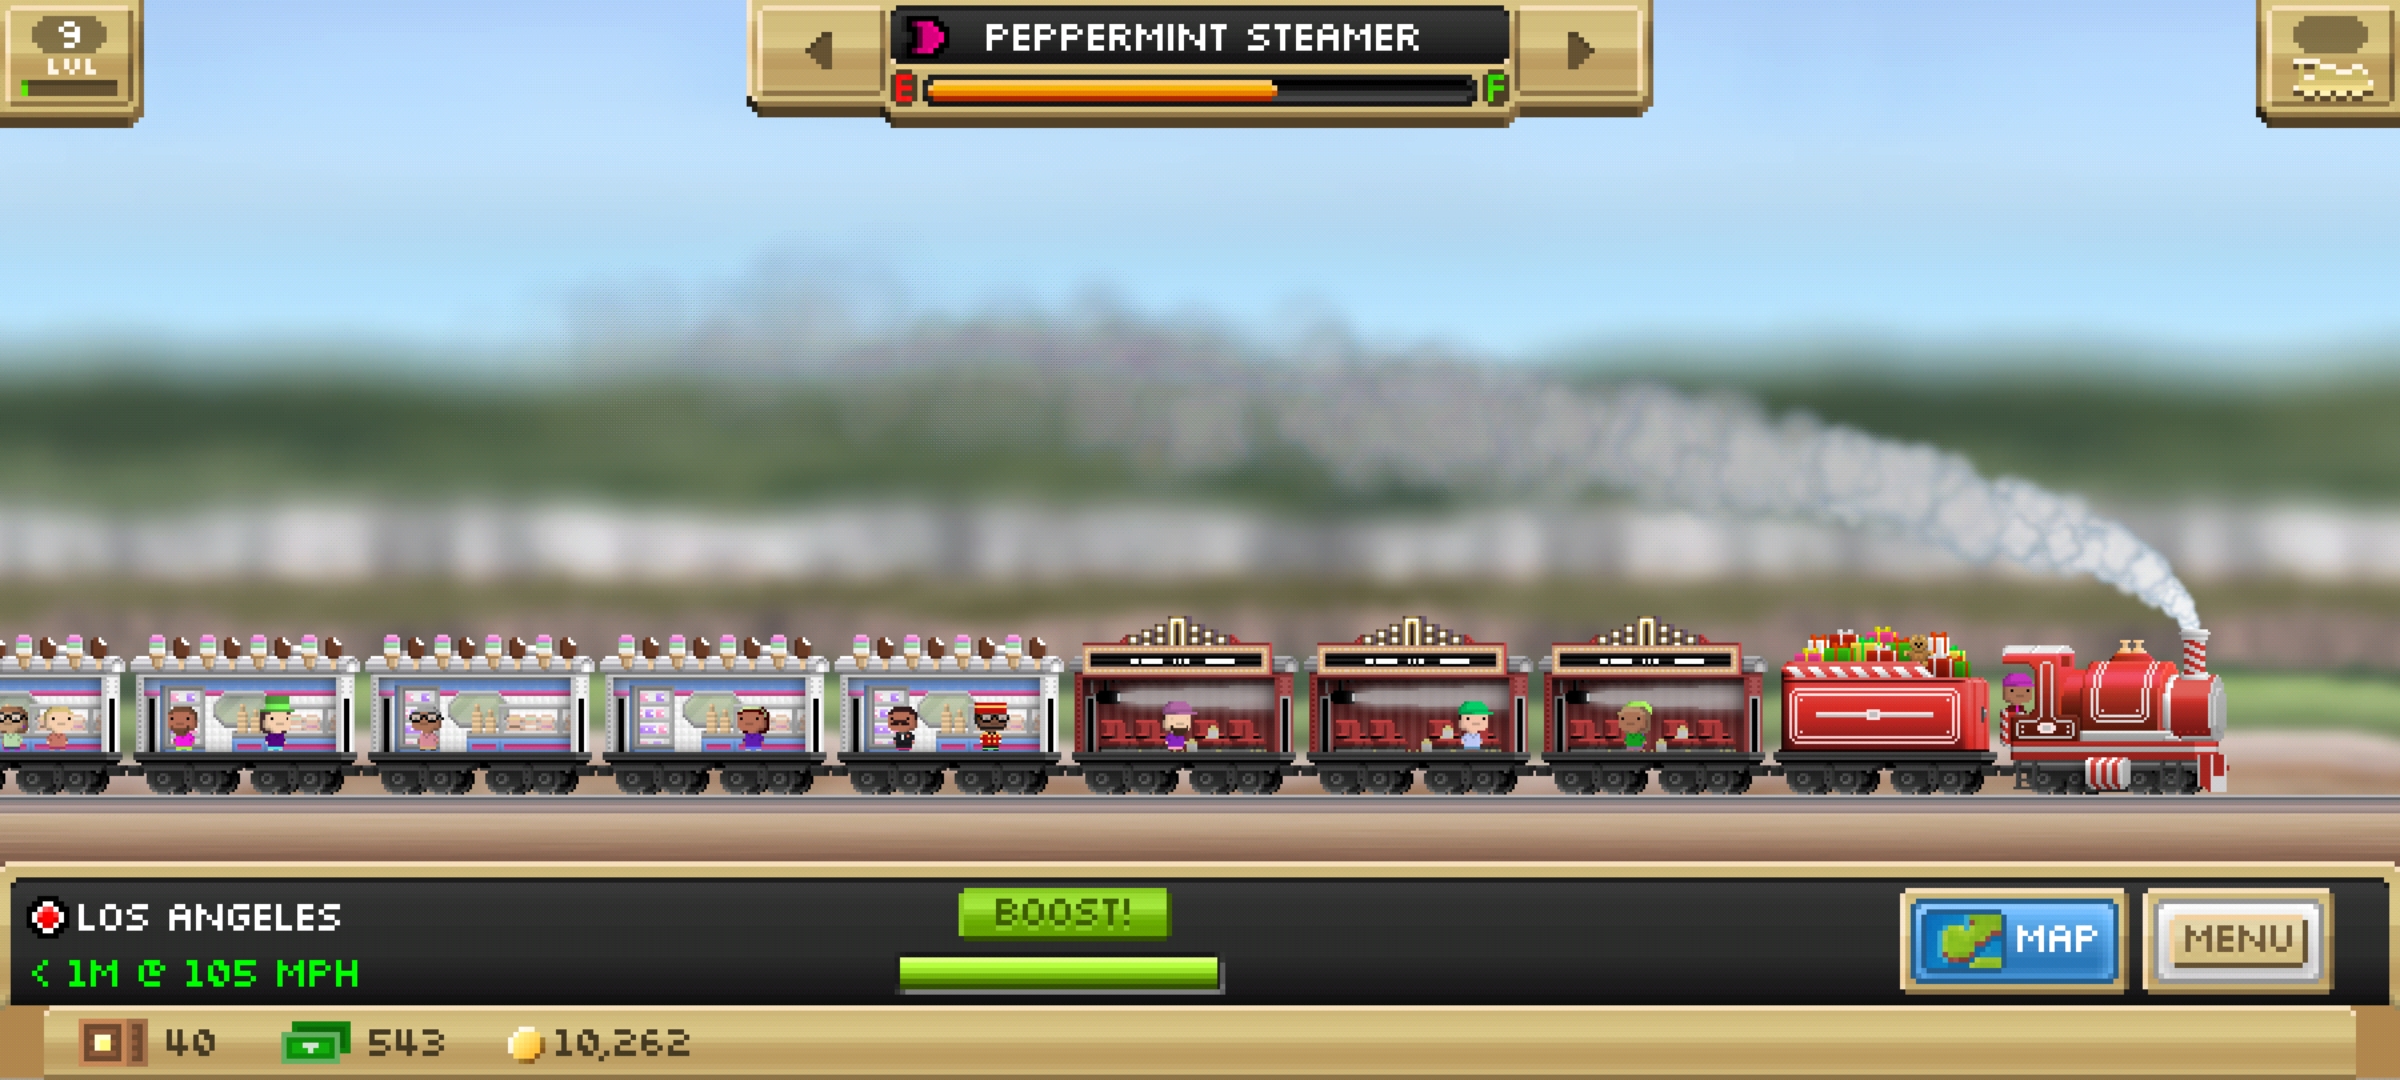 9
LVL
PEPPERMINT STEAMER
E
F
LOS ANGELES
< 1M @ 105 MPH
BOOST!
MAP
MENU
40
543
10,262